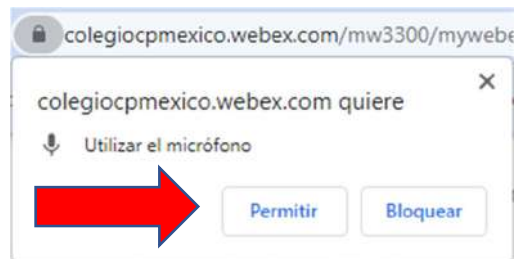 colegiocpmexico.webex.com/mw3300/mywebe
colegiocpmexico.webex.com quiere
Utilizar el micrófono
Permitir Bloquear